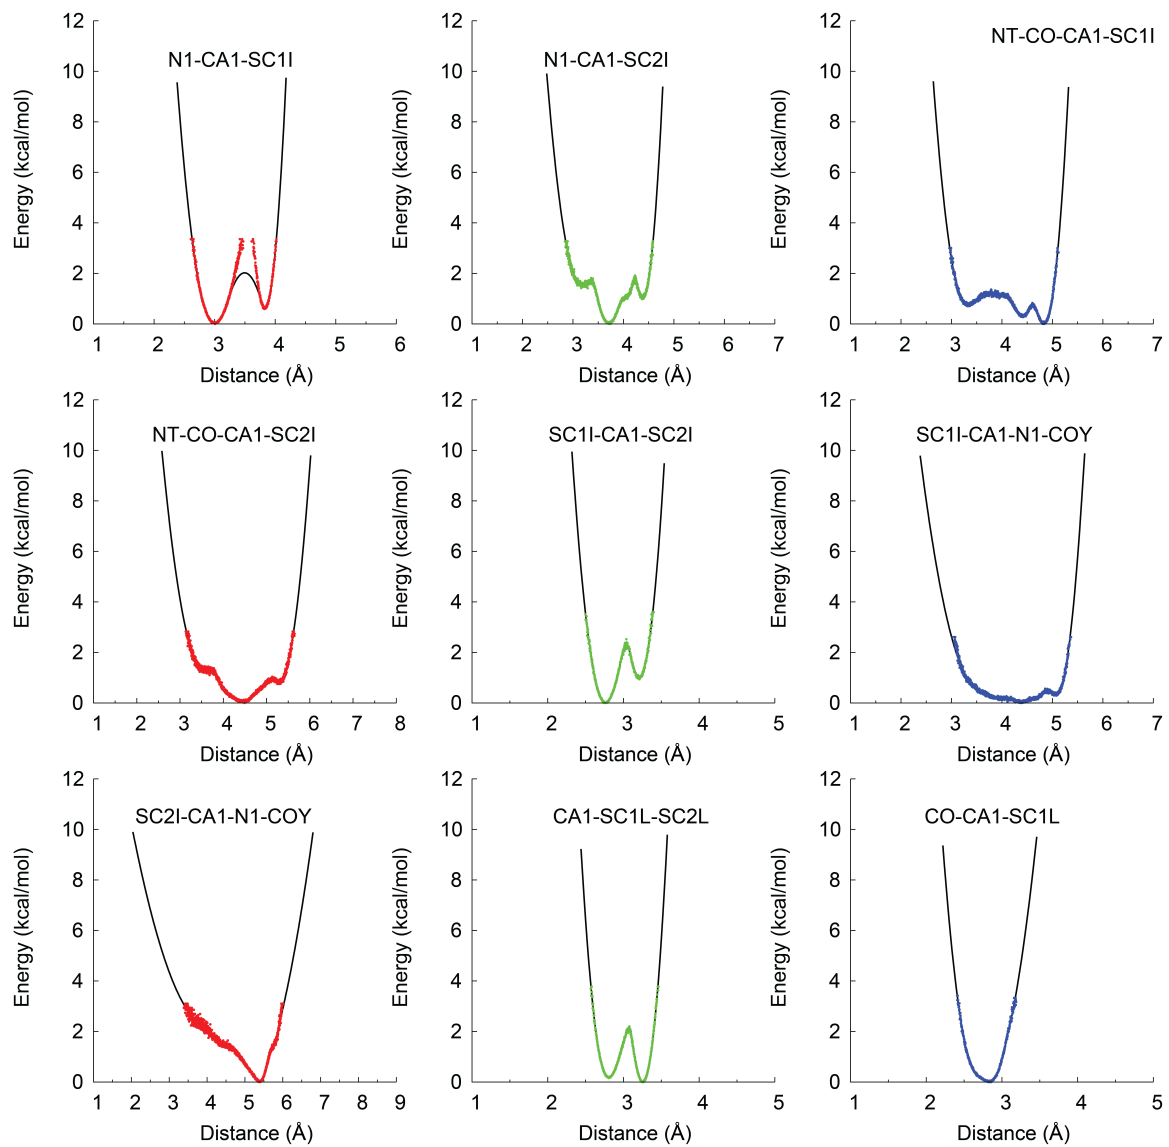 N1-CA1-SC1I
Energy (kcal/mol)
12
10
8
6
4
2
0
1 2 3 4 5 6
Distance (Å)
N1-CA1-SC2I
Energy (kcal/mol)
12
10
8
6
4
2
0
1 2 3 4 5 6 7 8
Distance (Å)
NT-CO-CA1-SC1I
Energy (kcal/mol)
12
10
8
6
4
2
0
1 2 3 4 5 6 7
Distance (Å)
NT-CO-CA1-SC2I
Energy (kcal/mol)
12
10
8
6
4
2
0
1 2 3 4 5 6 7 8
Distance (Å)
SC1I-CA1-SC2I
Energy (kcal/mol)
12
10
8
6
4
2
0
1 2 3 4 5
Distance (Å)
SC1I-CA1-N1-COY
Energy (kcal/mol)
12
10
8
6
4
2
0
1 2 3 4 5 6 7
Distance (Å)
SC2I-CA1-N1-COY
Energy (kcal/mol)
12
10
8
6
4
2
0
1 2 3 4 5 6 7 8 9
Distance (Å)
CA1-SC1L-SC2L
Energy (kcal/mol)
12
10
8
6
4
2
0
1 2 3 4 5
Distance (Å)
CO-CA1-SC1L
Energy (kcal/mol)
12
10
8
6
4
2
0
1 2 3 4 5
Distance (Å)